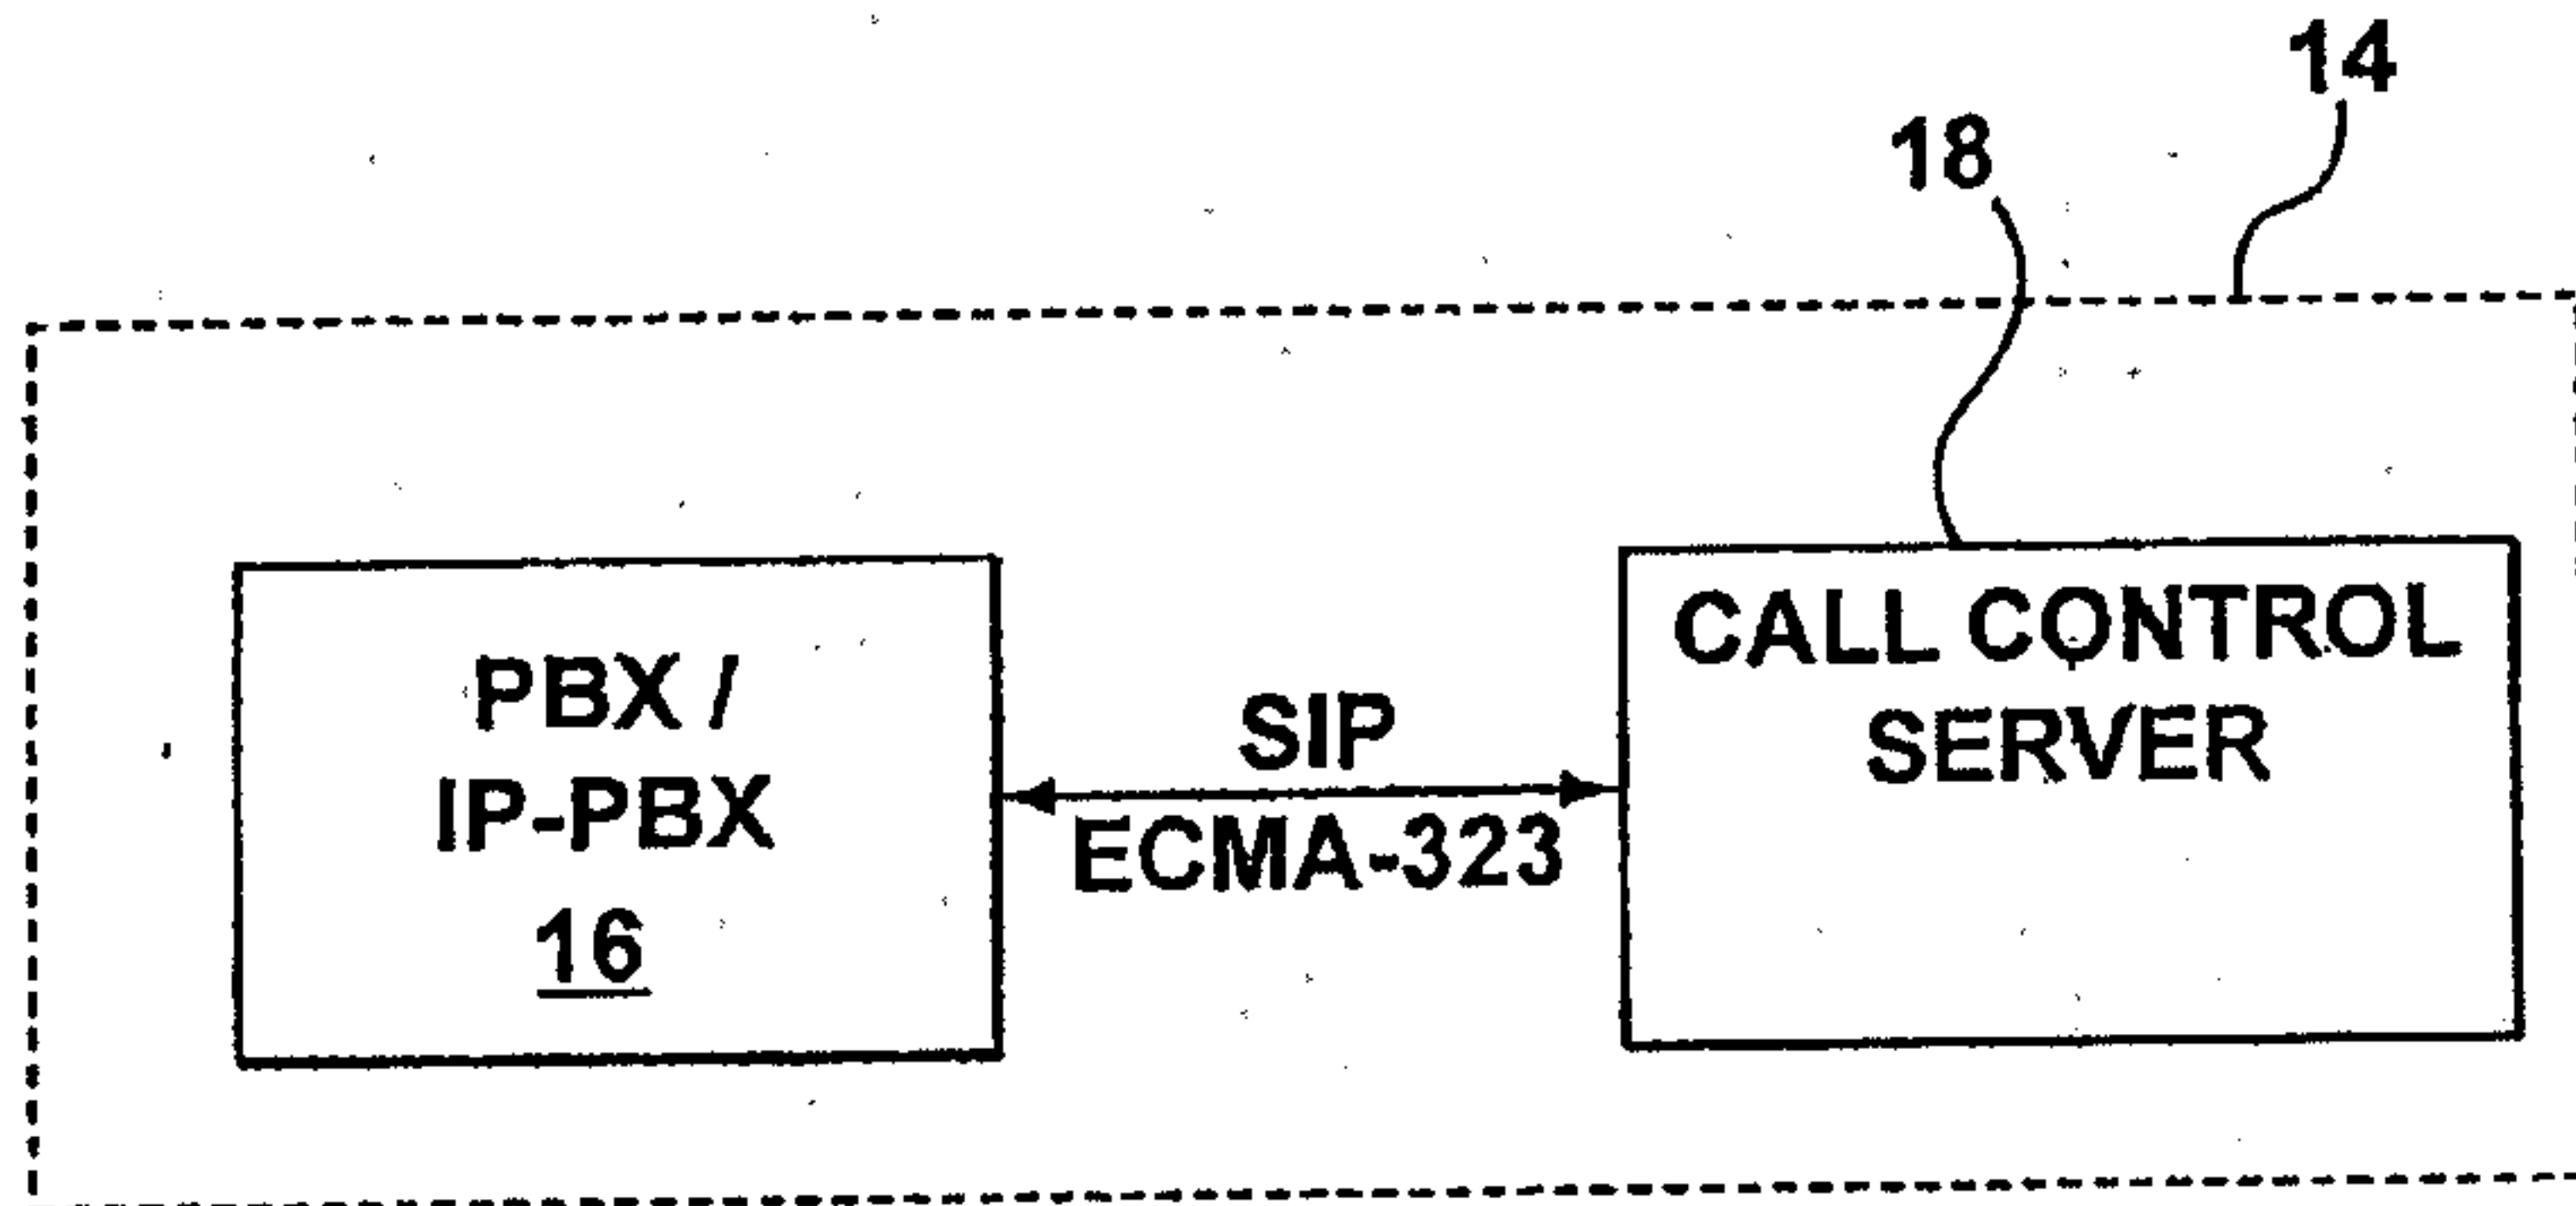 14
18
PBX /
IP-PBX
16
SIP
ECMA-323
CALL CONTROL
SERVER